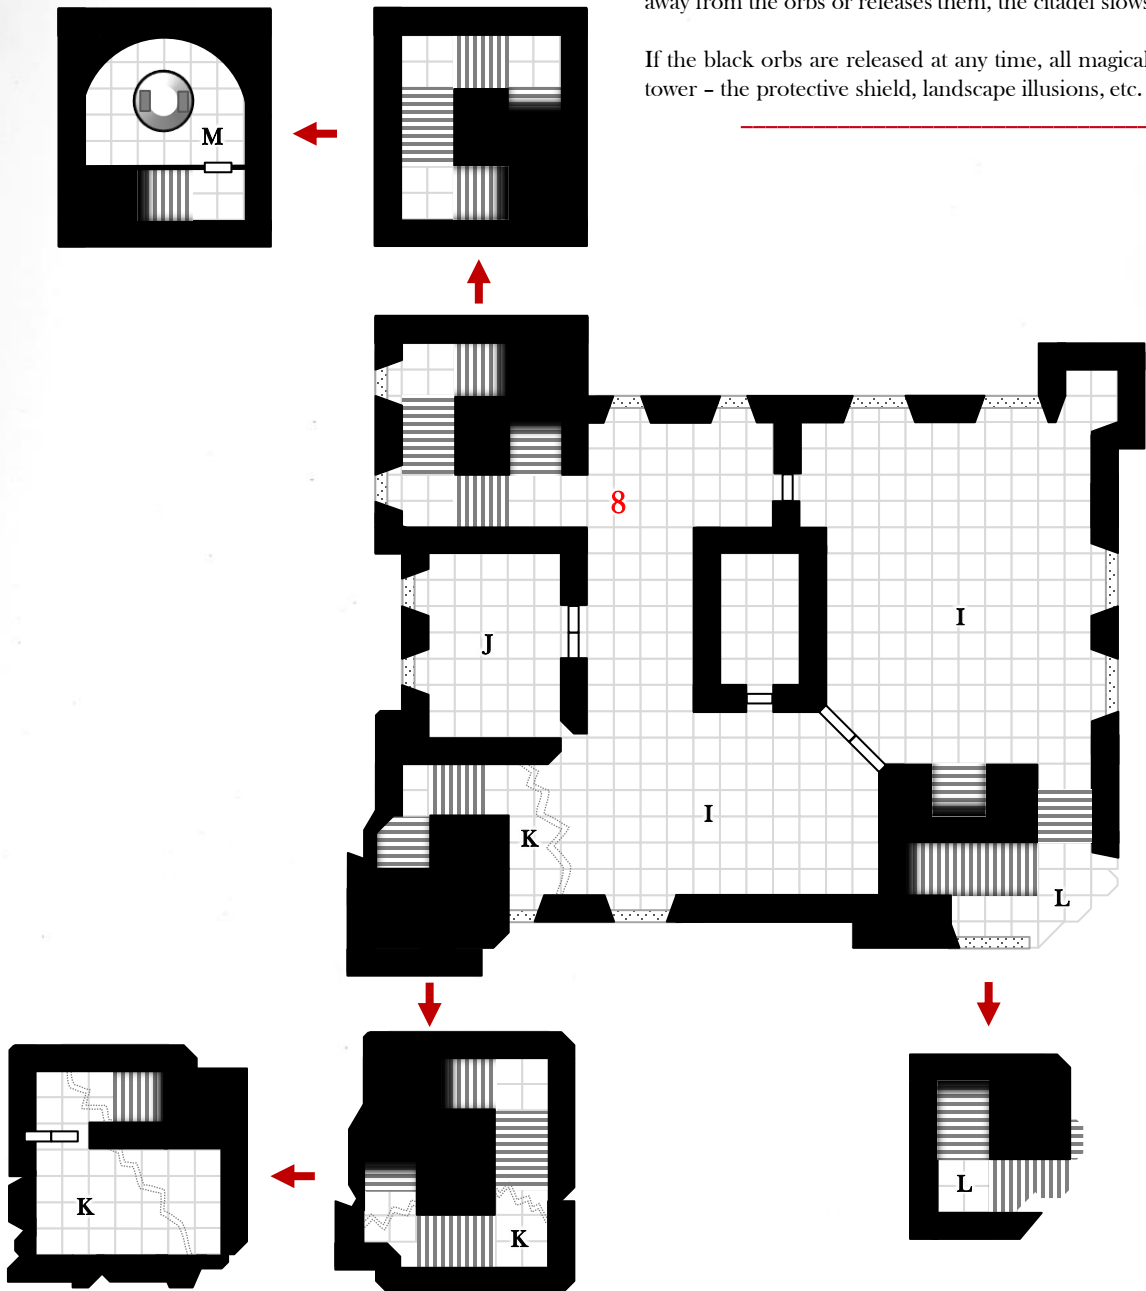 away from the orbs or releases them, the citadel slows
If the black orbs are released at any time, all magical
tower – the protective shield, landscape illusions, etc.
M
8
I
J
I
K
L
L
K
K